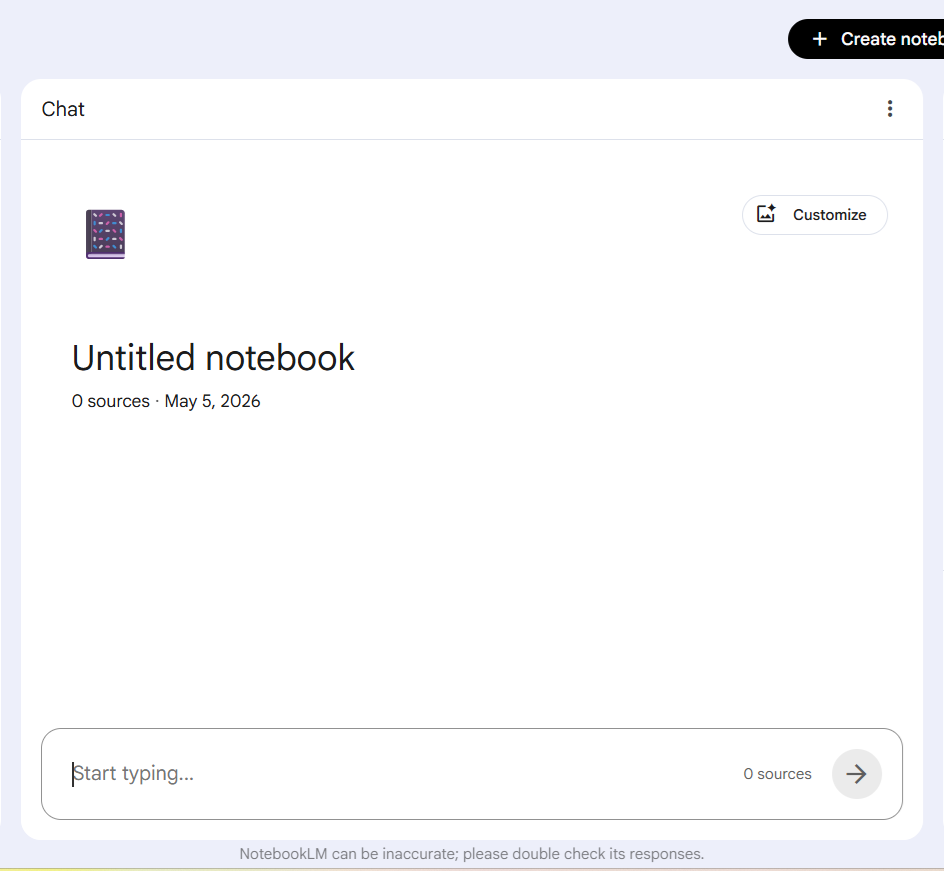 + Create noteb
Chat
Customize
Untitled notebook
0 sources · May 5, 2026
Start typing...
0 sources
NotebookLM can be inaccurate; please double check its responses.